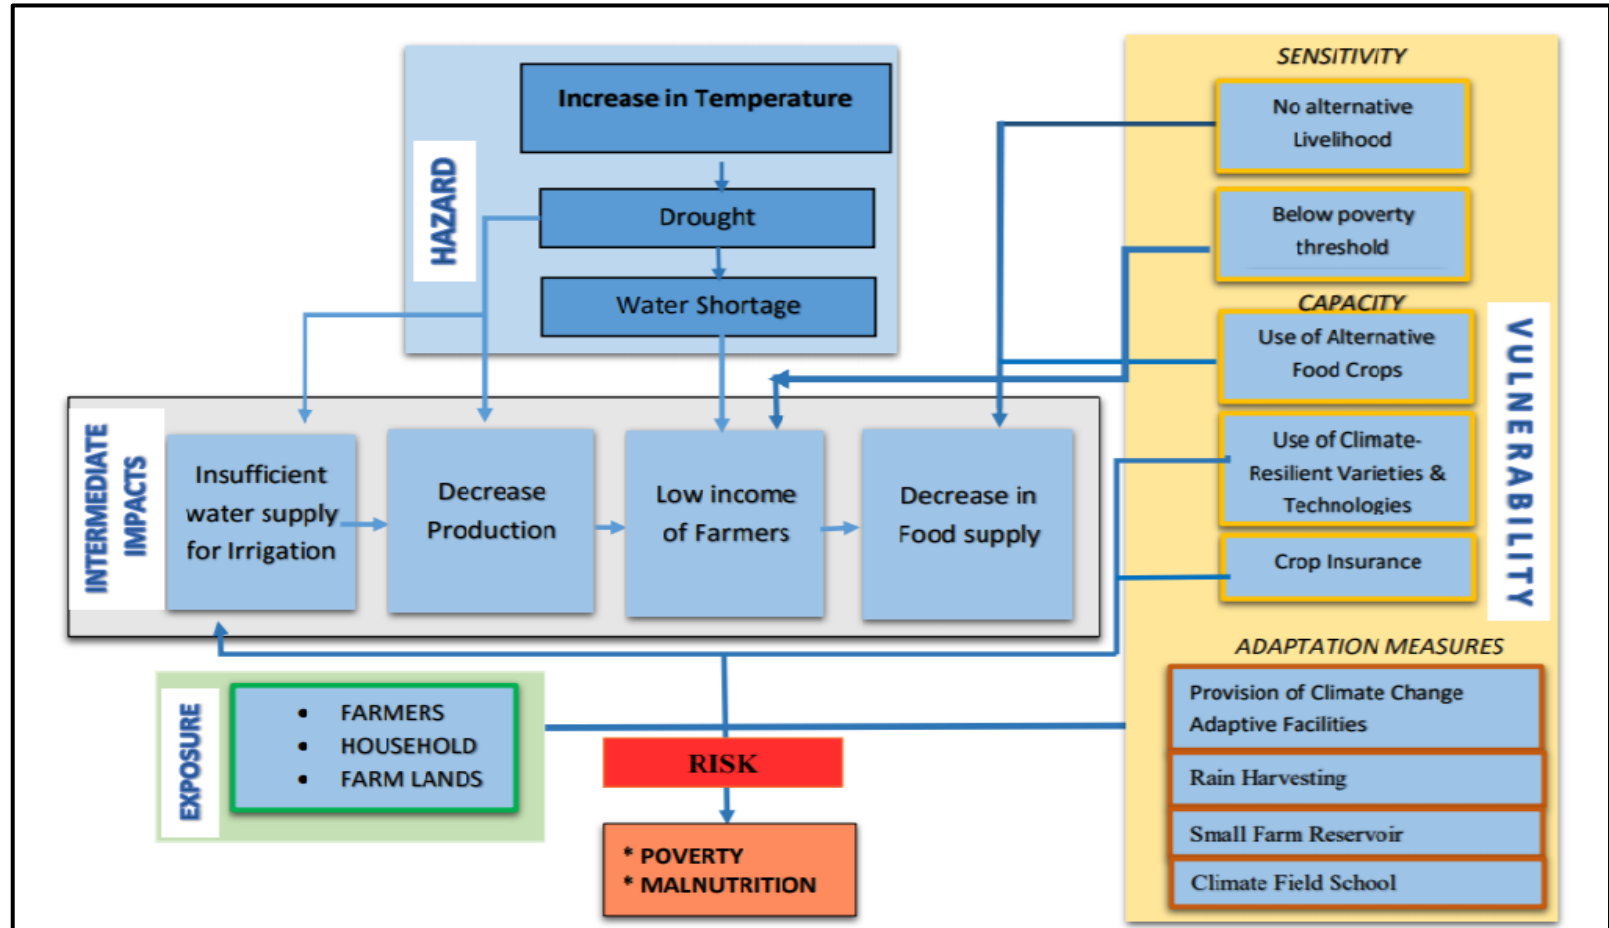 HAZARD
Increase in Temperature
Drought
Water Shortage
INTERMEDIATE
IMPACTS
Insufficient
water supply
for Irrigation
Decrease
Production
Low income
of Farmers
Decrease in
Food supply
EXPOSURE
• FARMERS
• HOUSEHOLD
• FARM LANDS
RISK
* POVERTY
* MALNUTRITION
VULNERABILITY
SENSITIVITY
No alternative
Livelihood
Below poverty
threshold
CAPACITY
Use of Alternative
Food Crops
Use of Climate-
Resilient Varieties &
Technologies
Crop Insurance
ADAPTATION MEASURES
Provision of Climate Change
Adaptive Facilities
Rain Harvesting
Small Farm Reservoir
Climate Field School